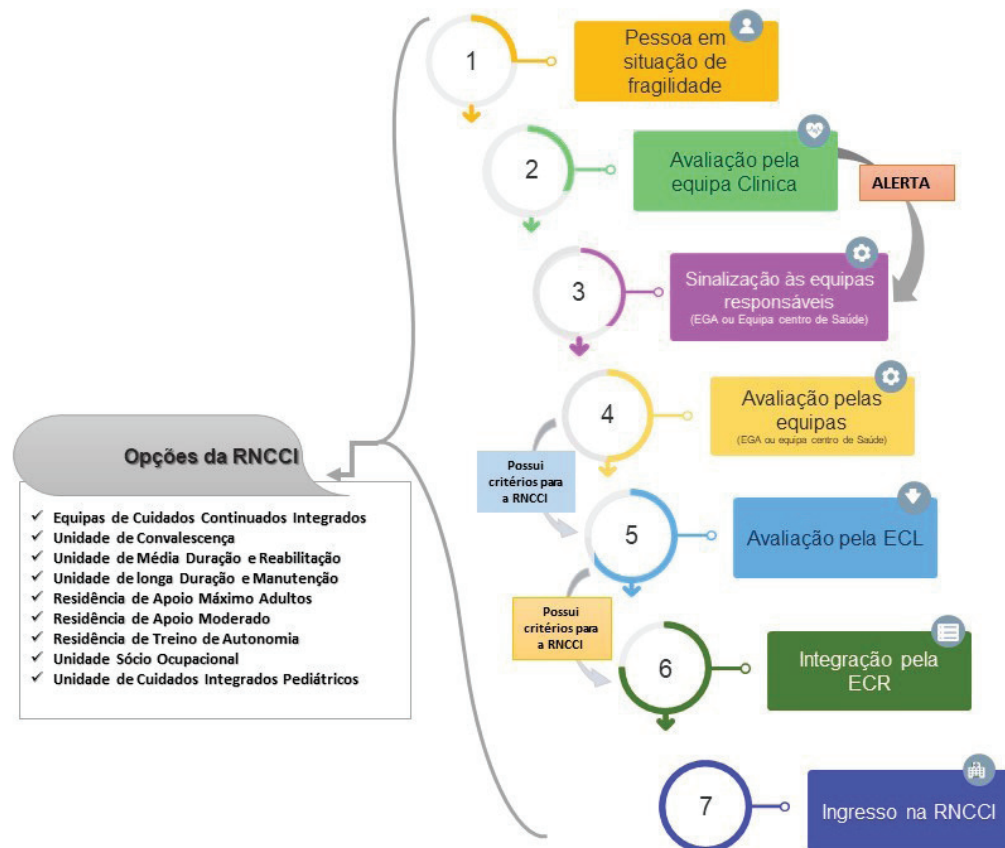 1
Pessoa em
situação de
fragilidade
2
Avaliação pela
equipa Clinica
ALERTA
3
Sinalização às equipas
responsáveis
(EGA ou Equipa centro de Saúde)
4
Avaliação pelas
equipas
(EGA ou equipa centro de Saúde)
Possui
critérios para
a RNCCI
5
Avaliação pela ECL
Possui
critérios para
a RNCCI
6
Integração pela
ECR
7
Ingresso na RNCCI
Opções da RNCCI
✓ Equipas de Cuidados Continuados Integrados
✓ Unidade de Convalescença
✓ Unidade de Média Duração e Reabilitação
✓ Unidade de longa Duração e Manutenção
✓ Residência de Apoio Máximo Adultos
✓ Residência de Apoio Moderado
✓ Residência de Treino de Autonomia
✓ Unidade Sócio Ocupacional
✓ Unidade de Cuidados Integrados Pediátricos